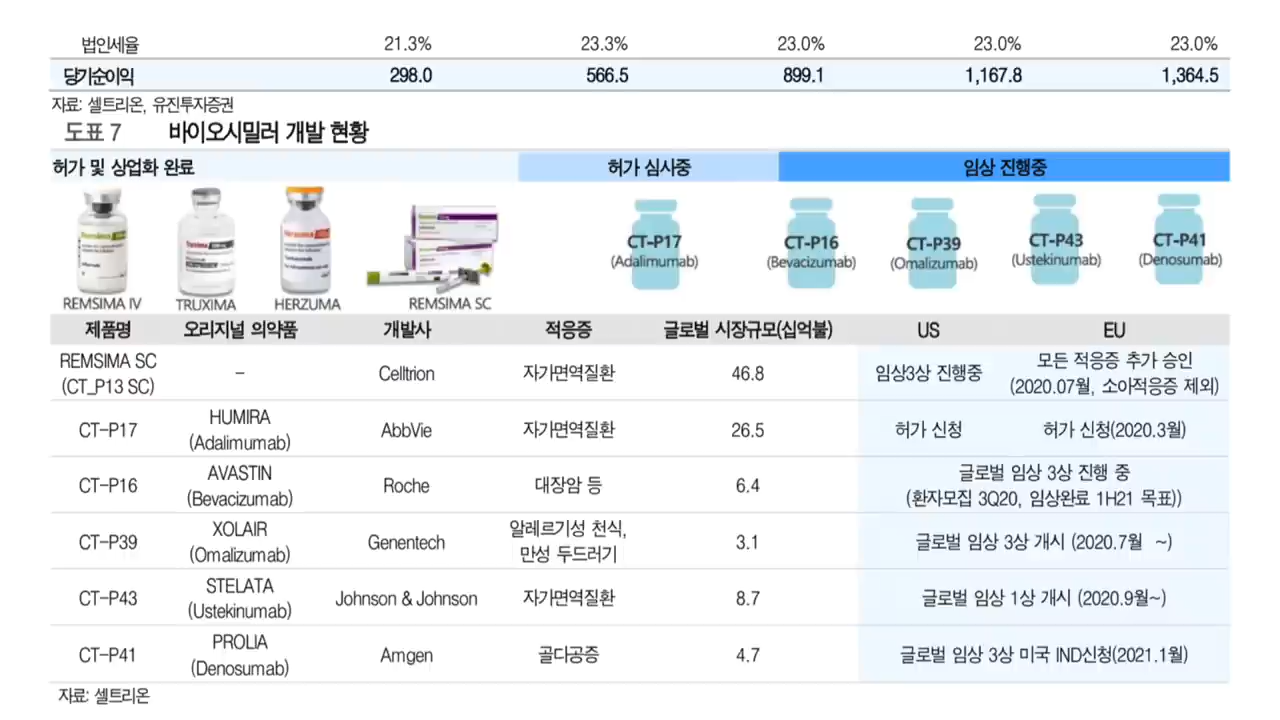 법인세율 21.3% 23.3% 23.0% 23.0% 23.0%
당기순이익 298.0 566.5 899.1 1,167.8 1,364.5
자료: 셀트리온, 유진투자증권
도표 7 바이오시밀러 개발 현황
허가 및 상업화 완료 허가 심사중 임상 진행중
CT-P17 CT-P16 CT-P39 CT-P43 CT-P41
(Adalimumab) (Bevacizumab) (Omalizumab) (Ustekinumab) (Denosumab)
REMSIMA IV TRUXIMA HERZUMA REMSIMA SC
제품명 오리지널 의약품 개발사 적응증 글로벌 시장규모(십억불) US EU
REMSIMA SC 모든 적응증 추가 승인
– Celltrion 자가면역질환 46.8 임상3상 진행중
(CT_P13 SC) (2020.07월, 소아적응증 제외)
HUMIRA
CT-P17 AbbVie 자가면역질환 26.5 허가 신청 허가 신청(2020.3월)
(Adalimumab)
AVASTIN 글로벌 임상 3상 진행 중
CT-P16 Roche 대장암 등 6.4
(Bevacizumab) (환자모집 3Q20, 임상완료 1H21 목표))
XOLAIR 알레르기성 천식,
CT-P39 Genentech 3.1 글로벌 임상 3상 개시 (2020.7월 ~)
(Omalizumab) 만성 두드러기
STELATA
CT-P43 Johnson & Johnson 자가면역질환 8.7 글로벌 임상 1상 개시 (2020.9월~)
(Ustekinumab)
PROLIA
CT-P41 Amgen 골다공증 4.7 글로벌 임상 3상 미국 IND신청(2021.1월)
(Denosumab)
자료: 셀트리온